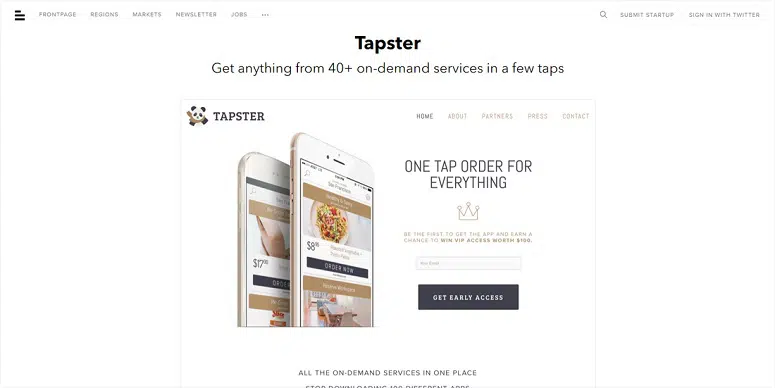 FRONTPAGE REGIONS MARKETS NEWSLETTER JOBS ••• SUBMIT STARTUP SIGN IN WITH TWITTER
Tapster
Get anything from 40+ on-demand services in a few taps
TAPSTER HOME ABOUT PARTNERS PRESS CONTACT
ONE TAP ORDER FOR
EVERYTHING
BE THE FIRST TO GET THE APP AND EARN A
CHANCE TO WIN VIP ACCESS WORTH $100.
Your Email
GET EARLY ACCESS
San Francisco
$8
ORDER NOW
$17
ORDER
ALL THE ON-DEMAND SERVICES IN ONE PLACE
STOP DOWNLOADING 100 DIFFERENT APPS